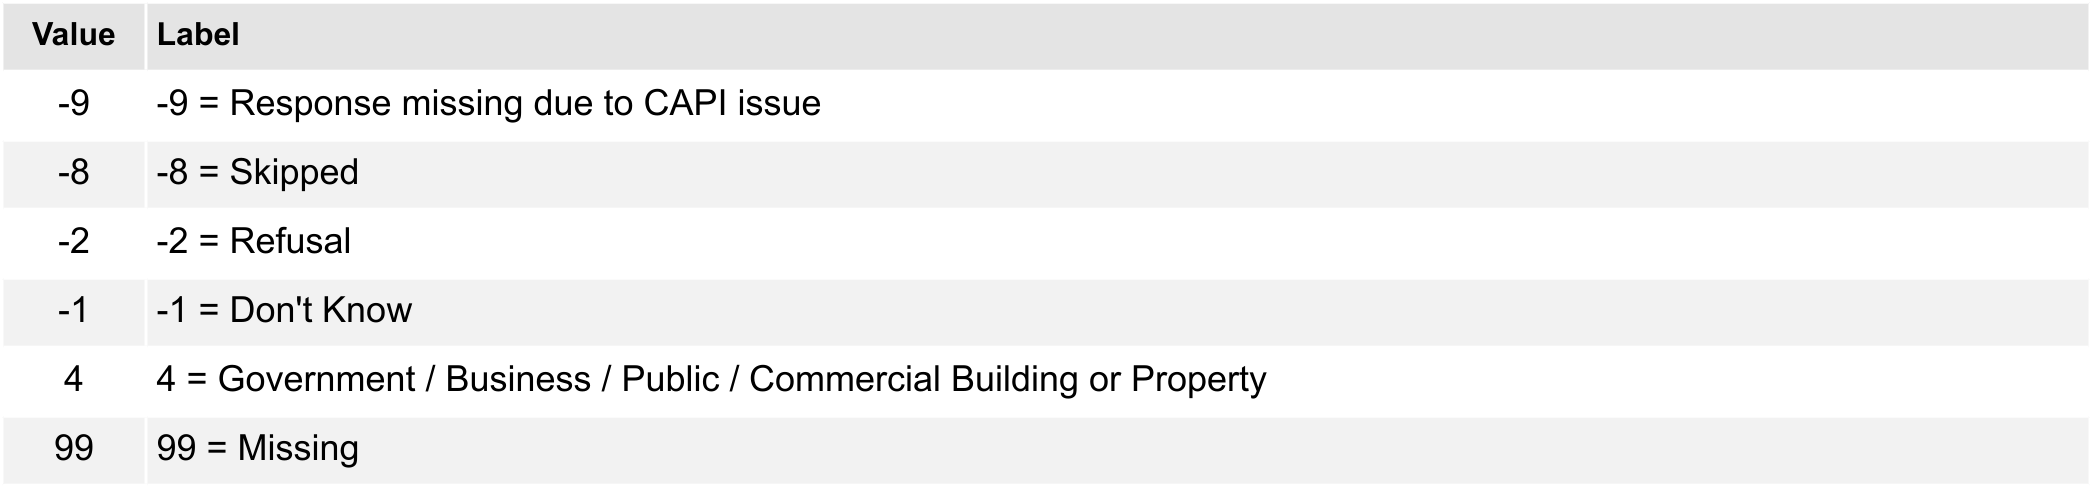 Value Label
-9 -9 = Response missing due to CAPI issue
-8 -8 = Skipped
-2 -2 = Refusal
-1 -1 = Don't Know
4 4 = Government / Business / Public / Commercial Building or Property
99 99 = Missing